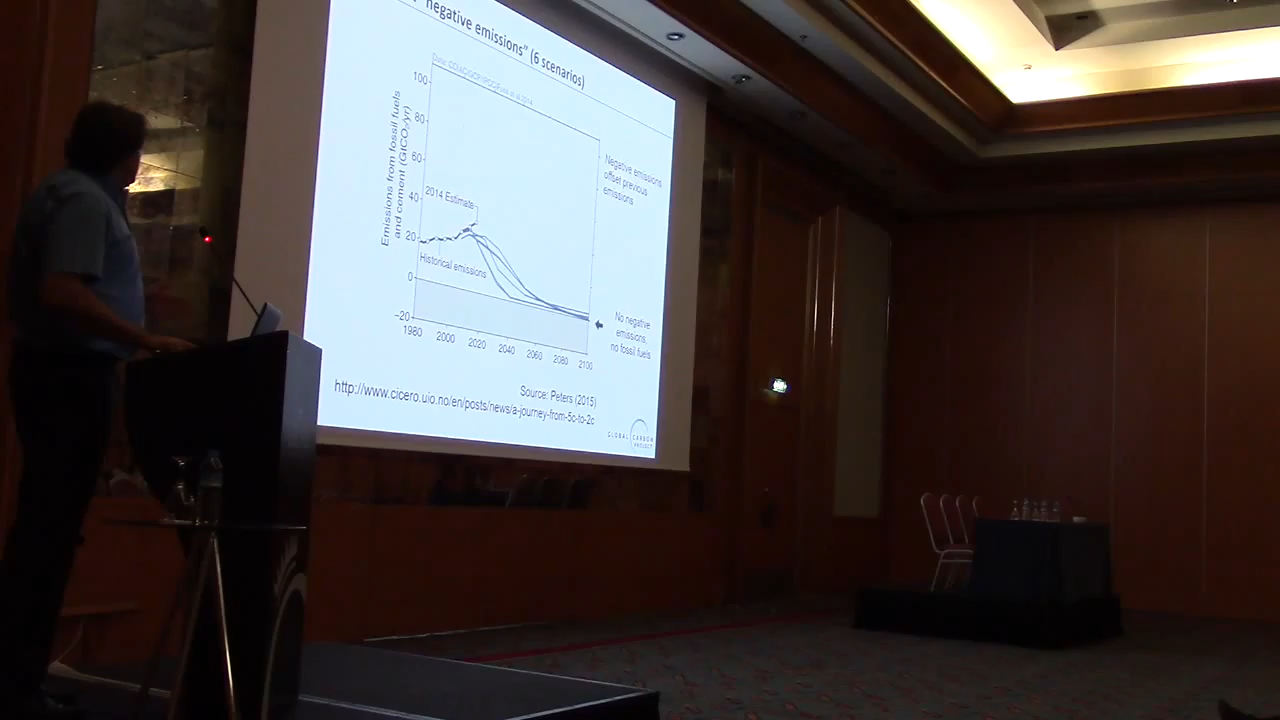 negative emissions" (6 scenarios)
100
80
60
40
20
0
−20
Emissions from fossil fuels
and cement (GtCO₂/yr)
2014 Estimate
Historical emissions
1980
2000
2020
2040
2060
2080
2100
Negative emissions
offset previous
emissions
No negative
emissions,
no fossil fuels
Source: Peters (2015)
http://www.cicero.uio.no/en/posts/news/a-journey-from-5c-to-2c
GLOBAL CARBON
PROJECT